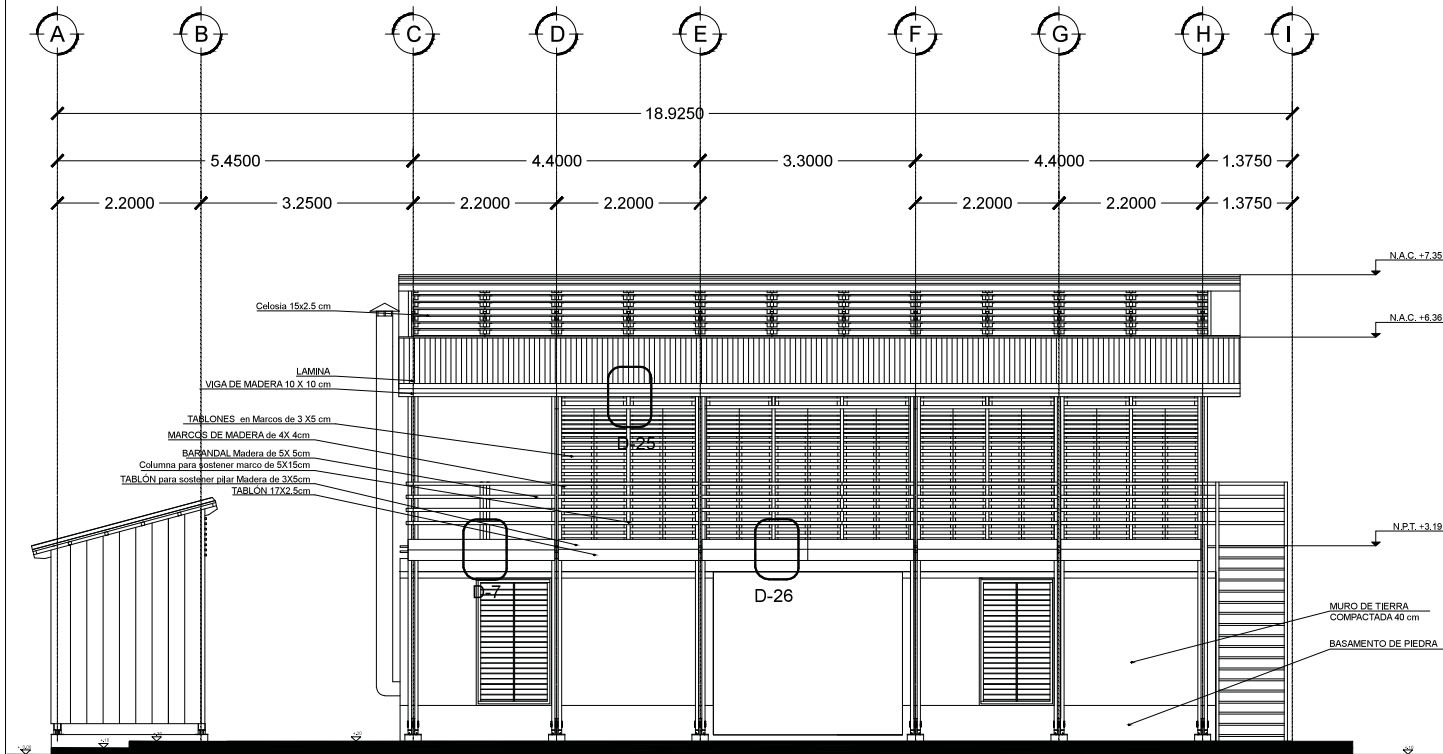 A B C D E F G H I
18.9250
5.4500 4.4000 3.3000 4.4000 1.3750
2.2000 3.2500 2.2000 2.2000 2.2000 2.2000 1.3750
N.A.C. +7.35
Celosia 15x2.5 cm
N.A.C. +6.36
LAMINA
VIGA DE MADERA 10 X 10 cm
TABLONES en Marcos de 3 X5 cm
MARCOS DE MADERA de 4X 4cm
D-25
BARANDAL Madera de 5X 5cm
Columna para sostener marco de 5X15cm
TABLÓN para sostener pilar Madera de 3X5cm
TABLÓN 17X2.5cm
N.P.T. +3.19
D-7
D-26
MURO DE TIERRA
COMPACTADA 40 cm
BASAMENTO DE PIEDRA